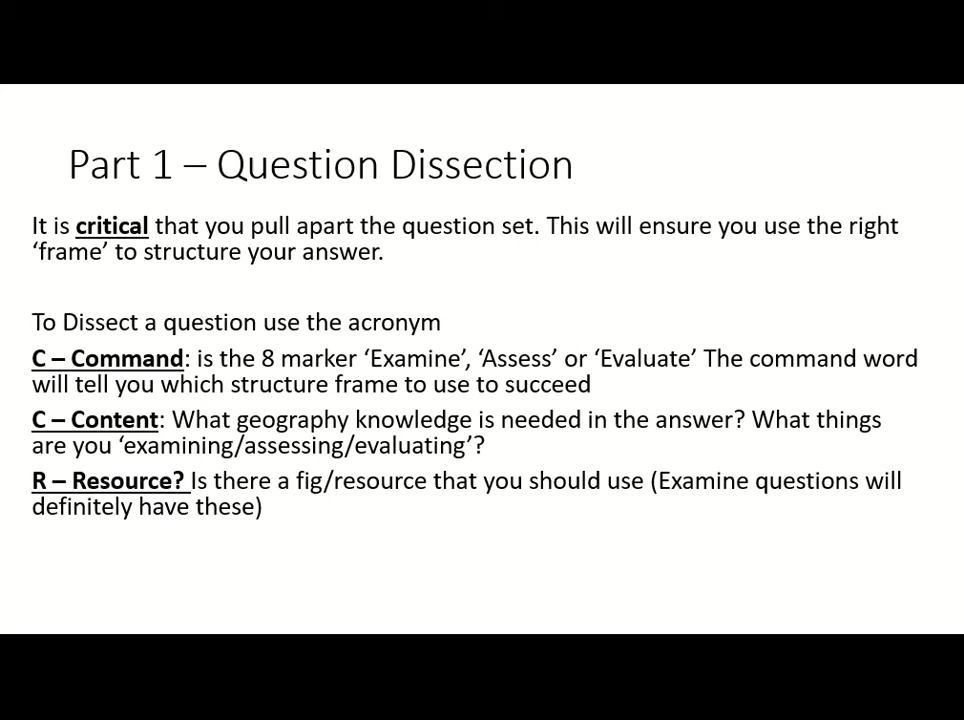 Part 1 – Question Dissection
It is critical that you pull apart the question set. This will ensure you use the right
‘frame’ to structure your answer.
To Dissect a question use the acronym
C – Command: is the 8 marker ‘Examine’, ‘Assess’ or ‘Evaluate’ The command word
will tell you which structure frame to use to succeed
C – Content: What geography knowledge is needed in the answer? What things
are you ‘examining/assessing/evaluating’?
R – Resource? Is there a fig/resource that you should use (Examine questions will
definitely have these)